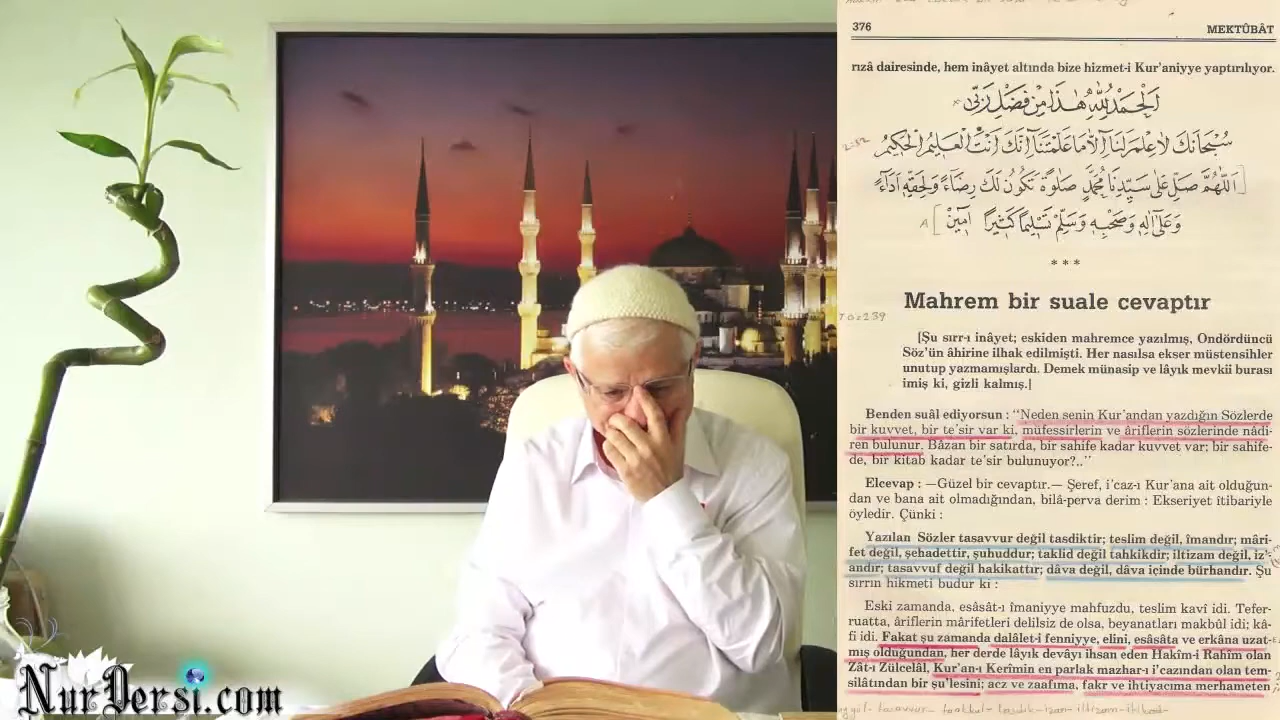 376 MEKTÛBÂT
rızâ dairesinde, hem inâyet altında bize hizmet-i Kur'aniyye yaptırılıyor.
اَلْحَمْدُ لِلّٰهِ هٰذَا مِنْ فَضْلِ رَبّٖى
سُبْحَانَكَ لَا عِلْمَ لَنَا اِلَّا مَا عَلَّمْتَنَا اِنَّكَ اَنْتَ الْعَلٖيمُ الْحَكٖيمُ
اَللّٰهُمَّ صَلِّ عَلٰى سَيِّدِنَا مُحَمَّدٍ صَلٰوةً تَكُونُ لَكَ رِضَاءً وَلِحَقِّهٖ اَدَاءً
وَعَلٰى اٰلِهٖ وَصَحْبِهٖ وَسَلِّمْ تَسْلٖيمًا كَثٖيرًا اٰمٖينَ
* * *
Mahrem bir suale cevaptır
[Şu sırr-ı inâyet; eskiden mahremce yazılmış, Ondördüncü
Söz'ün âhirine ilhak edilmişti. Her nasılsa ekser müstensihler
unutup yazmamışlardı. Demek münasip ve lâyık mevkii burası
imiş ki, gizli kalmış.]
Benden suâl ediyorsun : “Neden senin Kur'andan yazdığın Sözlerde
bir kuvvet, bir te'sir var ki, müfessirlerin ve âriflerin sözlerinde nâdi-
ren bulunur. Bâzan bir satırda, bir sahife kadar kuvvet var; bir sahife-
de, bir kitab kadar te'sir bulunuyor?..”
Elcevap : —Güzel bir cevaptır.— Şeref, i'caz-ı Kur'ana ait olduğun-
dan ve bana ait olmadığından, bilâ-perva derim : Ekseriyet îtibariyle
öyledir. Çünki :
Yazılan Sözler tasavvur değil tasdiktir; teslim değil, îmandır; mâri-
fet değil, şehadettir, şuhuddur; taklid değil tahkikdir; iltizam değil, iz'-
andır; tasavvuf değil hakikattır; dâva değil, dâva içinde bürhandır. Şu
sırrın hikmeti budur ki :
Eski zamanda, esâsât-ı îmaniyye mahfuzdu, teslim kavî idi. Tefer-
ruatta, âriflerin mârifetleri delilsiz de olsa, beyanatları makbûl idi; kâ-
fi idi. Fakat şu zamanda dalâlet-i fenniyye, elini, esâsâta ve erkâna uzat-
mış olduğundan, her derde lâyık devâyı ihsan eden Hakîm-i Rahîm olan
Zât-ı Zülcelâl, Kur'an-ı Kerîmin en parlak mazhar-ı i'cazından olan tem-
silâtından bir şu'lesini; acz ve zaafıma, fakr ve ihtiyacıma merhameten
NurDersi.com